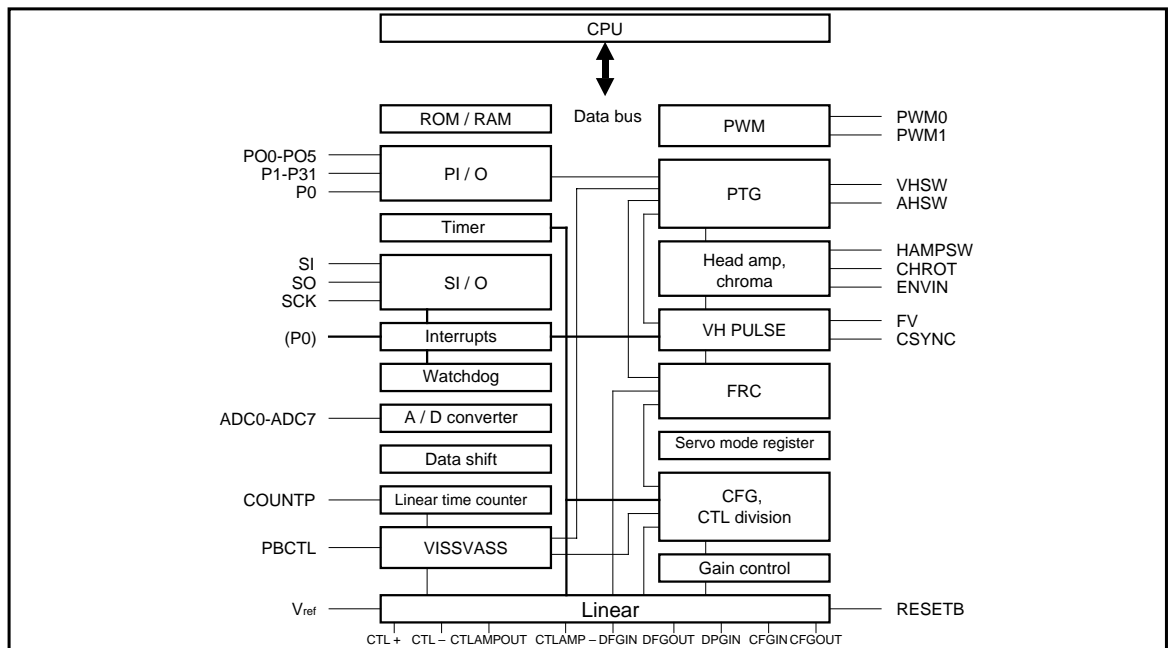 CPU
Data bus
ROM / RAM
PWM
PWM0
PWM1
PO0-PO5
P1-P31
P0
PI / O
PTG
VHSW
AHSW
Timer
SI
SO
SCK
SI / O
Head amp,
chroma
HAMPSW
CHROT
ENVIN
(P0)
Interrupts
VH PULSE
FV
CSYNC
Watchdog
FRC
ADC0-ADC7
A / D converter
Servo mode register
Data shift
COUNTP
Linear time counter
CFG,
CTL division
PBCTL
VISSVASS
Gain control
Vref
Linear
RESETB
CTL + CTL – CTLAMPOUT CTLAMP – DFGIN DFGOUT DPGIN CFGIN CFGOUT